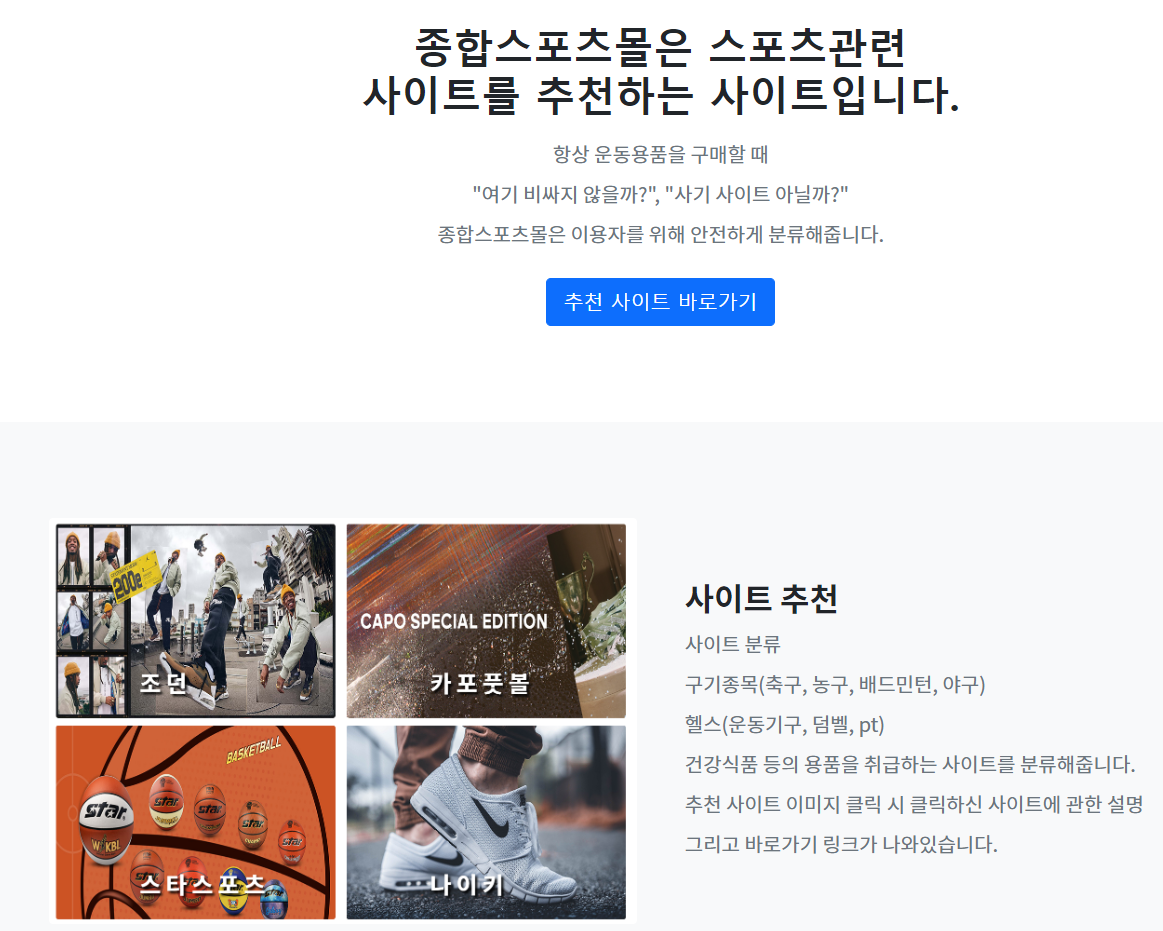 종합스포츠몰은 스포츠관련
사이트를 추천하는 사이트입니다.
항상 운동용품을 구매할 때
"여기 비싸지 않을까?", "사기 사이트 아닐까?"
종합스포츠몰은 이용자를 위해 안전하게 분류해줍니다.
추천 사이트 바로가기
200e
조던
CAPO SPECIAL EDITION
카포풋볼
BASKETBALL
star
star
star
star
star
WKBL
star
스타스포츠
나이키
사이트 추천
사이트 분류
구기종목(축구, 농구, 배드민턴, 야구)
헬스(운동기구, 덤벨, pt)
건강식품 등의 용품을 취급하는 사이트를 분류해줍니다.
추천 사이트 이미지 클릭 시 클릭하신 사이트에 관한 설명
그리고 바로가기 링크가 나와있습니다.